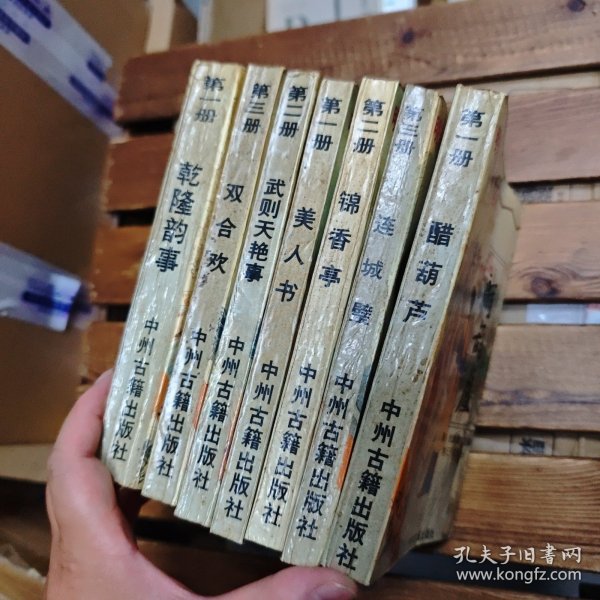 第一册 乾隆韵事 中州古籍出版社
第三册 双合欢 中州古籍出版社
第二册 武则天艳事 中州古籍出版社
第一册 美人书 中州古籍出版社
第二册 锦香亭 中州古籍出版社
第三册 连城璧 中州古籍出版社
第一册 醋葫芦 中州古籍出版社
孔夫子旧书网
www.kongfz.com